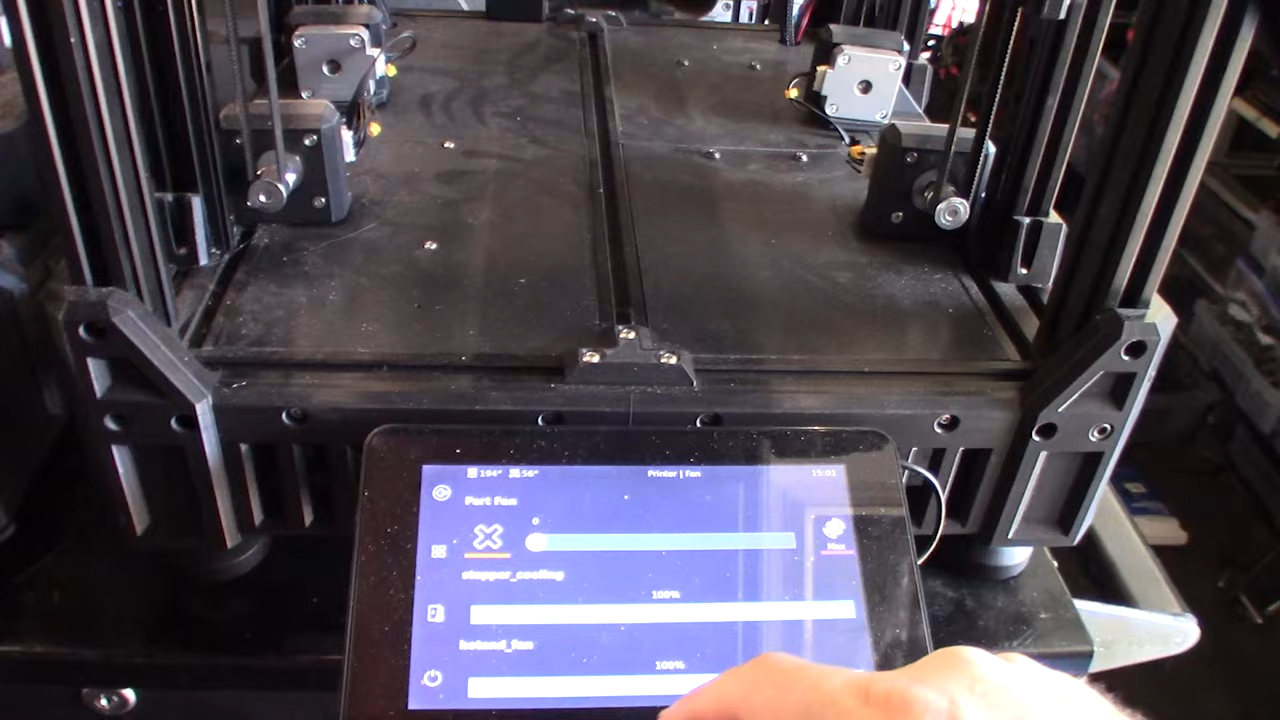 194° 56° Printer | Fan 15:01
Part Fan
0
Max
stepper_cooling
100%
hotend_fan
100%